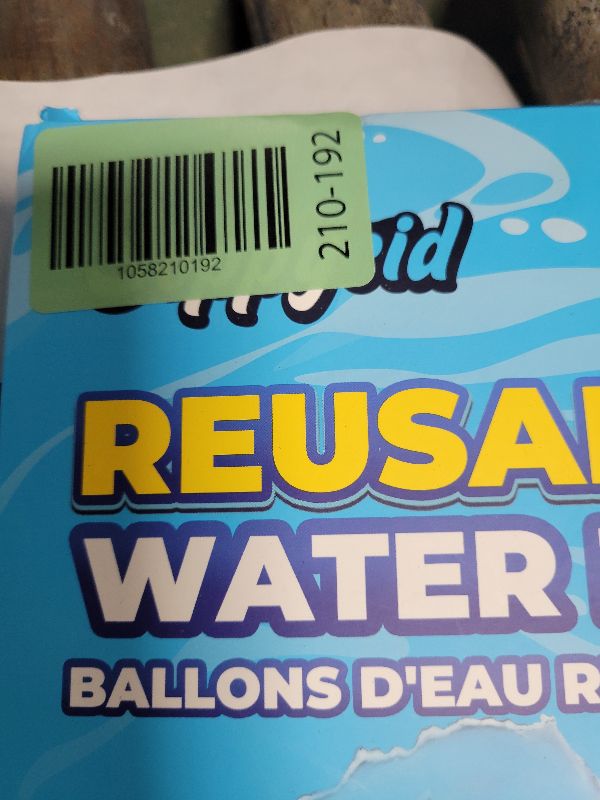 1058210192
210-192
REUSA
WATER
BALLONS D'EAU R